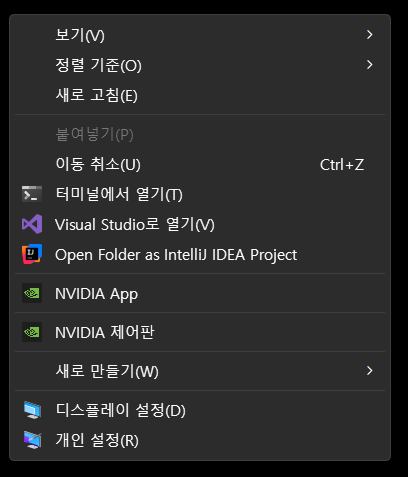 보기(V)
정렬 기준(O)
새로 고침(E)
붙여넣기(P)
이동 취소(U) Ctrl+Z
터미널에서 열기(T)
Visual Studio로 열기(V)
Open Folder as IntelliJ IDEA Project
NVIDIA App
NVIDIA 제어판
새로 만들기(W)
디스플레이 설정(D)
개인 설정(R)